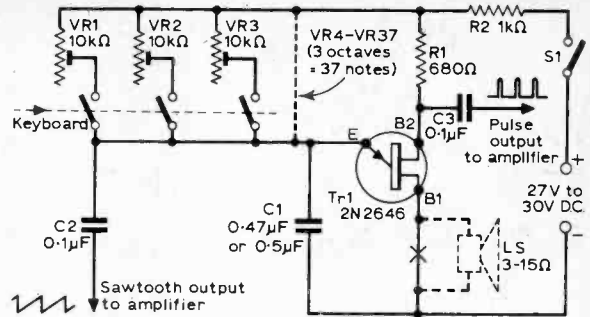 VR1
10kΩ
VR2
10kΩ
VR3
10kΩ
VR4–VR37
(3 octaves
= 37 notes)
R2 1kΩ
R1
680Ω
S1
Keyboard
E
B2
C3
0·1μF
Pulse output
to amplifier
27V to
30V DC.
+
−
Tr1
2N2646
B1
C2
0·1μF
C1
0·47μF
or 0·5μF
LS
3-15Ω
Sawtooth output
to amplifier